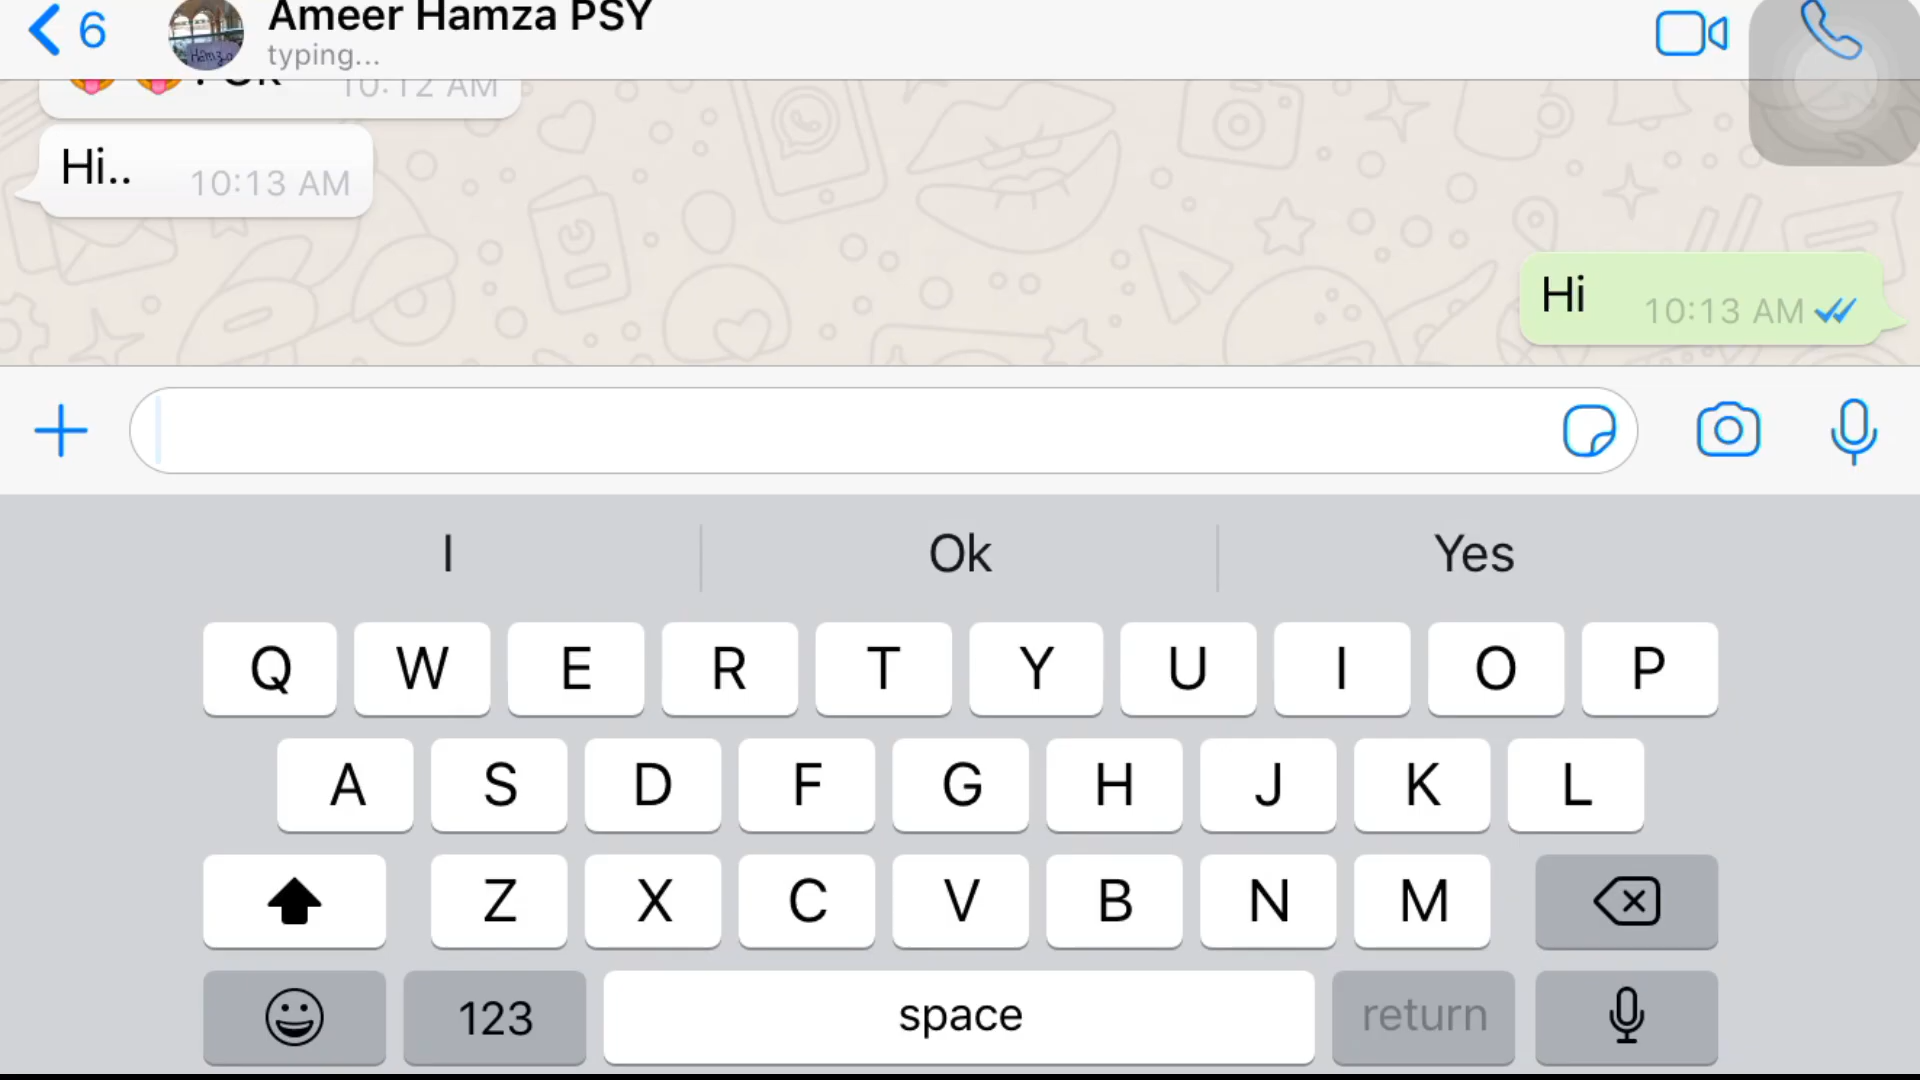 6
Ameer Hamza PSY
typing...
10:12 AM
Hi..
10:13 AM
Hi
10:13 AM
I
Ok
Yes
Q W E R T Y U I O P
A S D F G H J K L
Z X C V B N M
123
space
return